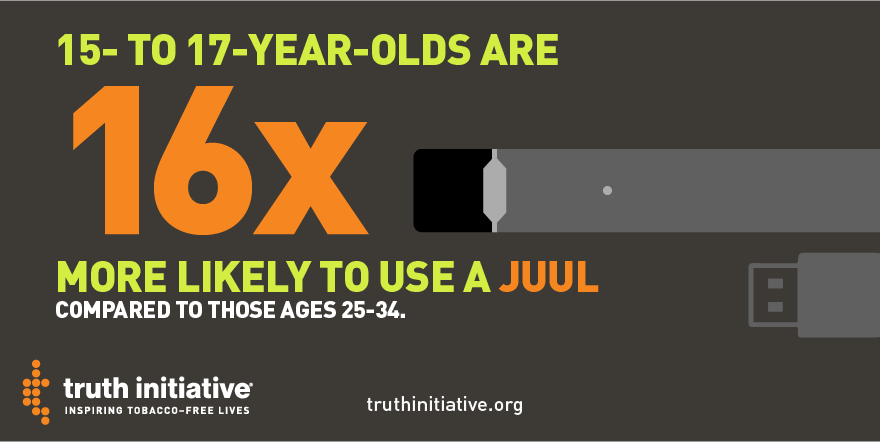 15- TO 17-YEAR-OLDS ARE
16x
MORE LIKELY TO USE A JUUL
COMPARED TO THOSE AGES 25-34.
truth initiative®
INSPIRING TOBACCO-FREE LIVES
truthinitiative.org